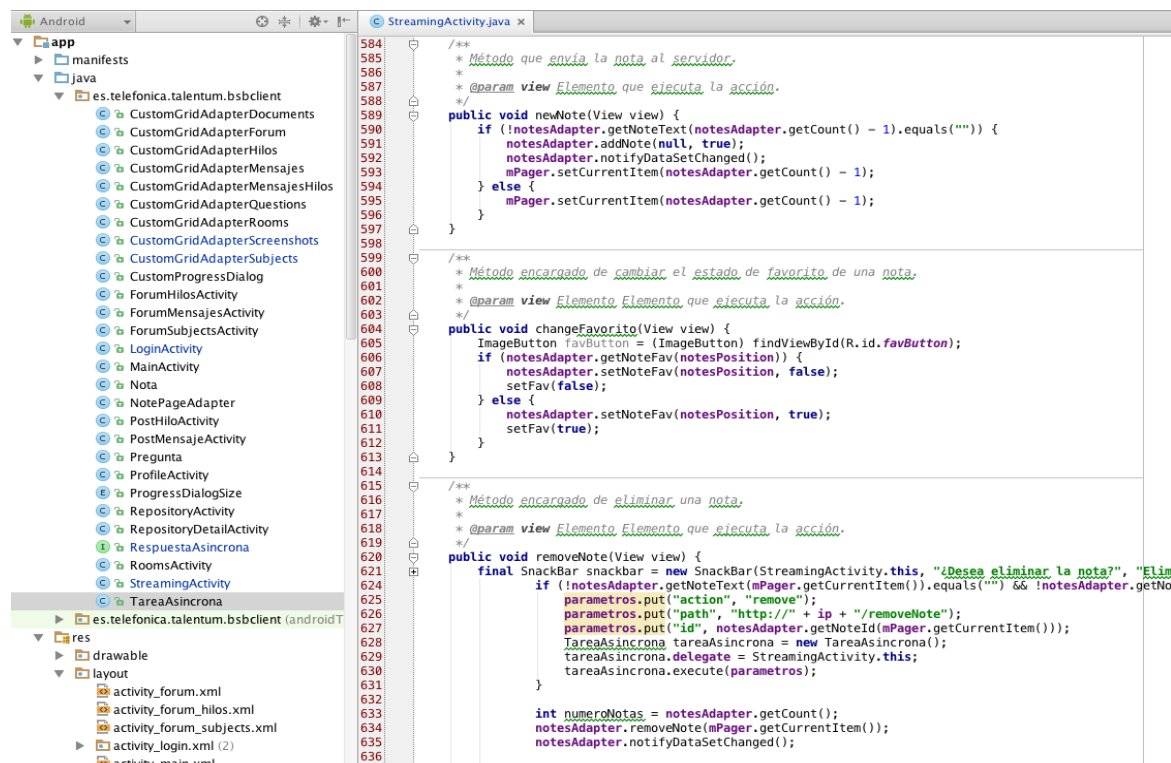 Android
StreamingActivity.java
app
manifests
java
es.telefonica.talentum.bsbclient
CustomGridAdapterDocuments
CustomGridAdapterForum
CustomGridAdapterHilos
CustomGridAdapterMensajes
CustomGridAdapterMensajesHilos
CustomGridAdapterQuestions
CustomGridAdapterRooms
CustomGridAdapterScreenshots
CustomGridAdapterSubjects
CustomProgressDialog
ForumHilosActivity
ForumMensajesActivity
ForumSubjectsActivity
LoginActivity
MainActivity
Nota
NotePageAdapter
PostHiloActivity
PostMensajeActivity
Pregunta
ProfileActivity
ProgressDialogSize
RepositoryActivity
RepositoryDetailActivity
RespuestaAsincrona
RoomsActivity
StreamingActivity
TareaAsincrona
es.telefonica.talentum.bsbclient (androidT
res
drawable
layout
activity_forum.xml
activity_forum_hilos.xml
activity_forum_subjects.xml
activity_login.xml (2)
activity_main.xml
584 /**
585 * Método que envía la nota al servidor.
586 *
587 * @param view Elemento que ejecuta la acción.
588 */
589 public void newNote(View view) {
590 if (!notesAdapter.getNoteText(notesAdapter.getCount() - 1).equals("")) {
591 notesAdapter.addNote(null, true);
592 notesAdapter.notifyDataSetChanged();
593 mPager.setCurrentItem(notesAdapter.getCount() - 1);
594 } else {
595 mPager.setCurrentItem(notesAdapter.getCount() - 1);
596 }
597 }
598
599 /**
600 * Método encargado de cambiar el estado de favorito de una nota.
601 *
602 * @param view Elemento Elemento que ejecuta la acción.
603 */
604 public void changeFavorito(View view) {
605 ImageButton favButton = (ImageButton) findViewById(R.id.favButton);
606 if (notesAdapter.getNoteFav(notesPosition)) {
607 notesAdapter.setNoteFav(notesPosition, false);
608 setFav(false);
609 } else {
610 notesAdapter.setNoteFav(notesPosition, true);
611 setFav(true);
612 }
613 }
614
615 /**
616 * Método encargado de eliminar una nota.
617 *
618 * @param view Elemento Elemento que ejecuta la acción.
619 */
620 public void removeNote(View view) {
621 final SnackBar snackbar = new SnackBar(StreamingActivity.this, "¿Desea eliminar la nota?", "Elim
624 if (!notesAdapter.getNoteText(mPager.getCurrentItem()).equals("") && !notesAdapter.getNo
625 parametros.put("action", "remove");
626 parametros.put("path", "http://" + ip + "/removeNote");
627 parametros.put("id", notesAdapter.getNoteId(mPager.getCurrentItem()));
628 TareaAsincrona tareaAsincrona = new TareaAsincrona();
629 tareaAsincrona.delegate = StreamingActivity.this;
630 tareaAsincrona.execute(parametros);
631 }
632
633 int numeroNotas = notesAdapter.getCount();
634 notesAdapter.removeNote(mPager.getCurrentItem());
635 notesAdapter.notifyDataSetChanged();
636